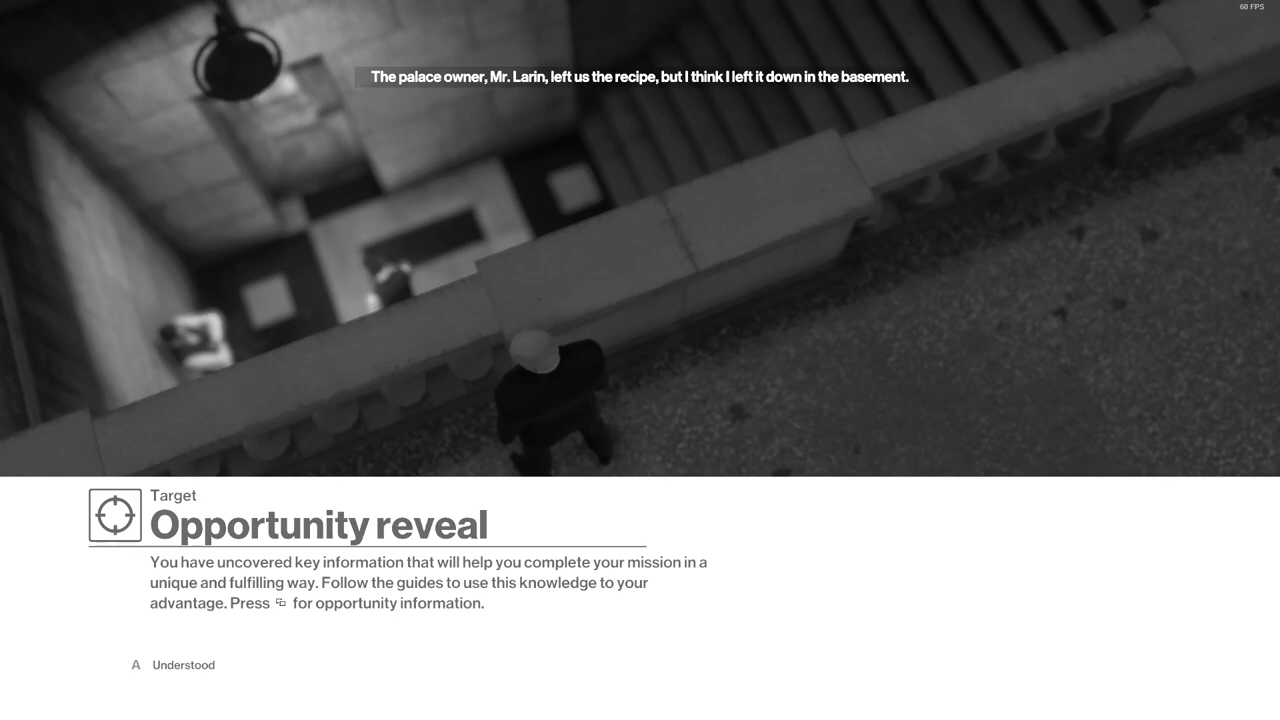 60 FPS
The palace owner, Mr. Larin, left us the recipe, but I think I left it down in the basement.
Target
Opportunity reveal
You have uncovered key information that will help you complete your mission in a
unique and fulfilling way. Follow the guides to use this knowledge to your
advantage. Press for opportunity information.
A Understood